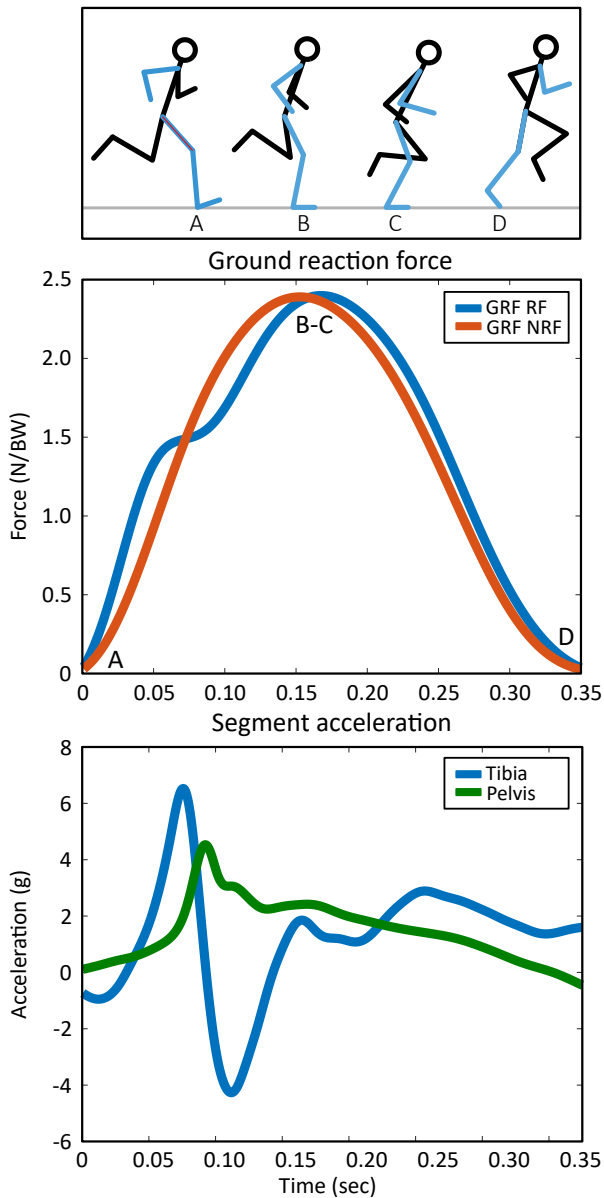 A B C D
Ground reaction force
2.5
GRF RF
GRF NRF
B-C
2.0
1.5
Force (N/BW)
1.0
0.5
A
D
0
0 0.05 0.10 0.15 0.20 0.25 0.30 0.35
Segment acceleration
8
Tibia
Pelvis
6
4
2
Acceleration (g)
0
-2
-4
-6
0 0.05 0.10 0.15 0.20 0.25 0.30 0.35
Time (sec)